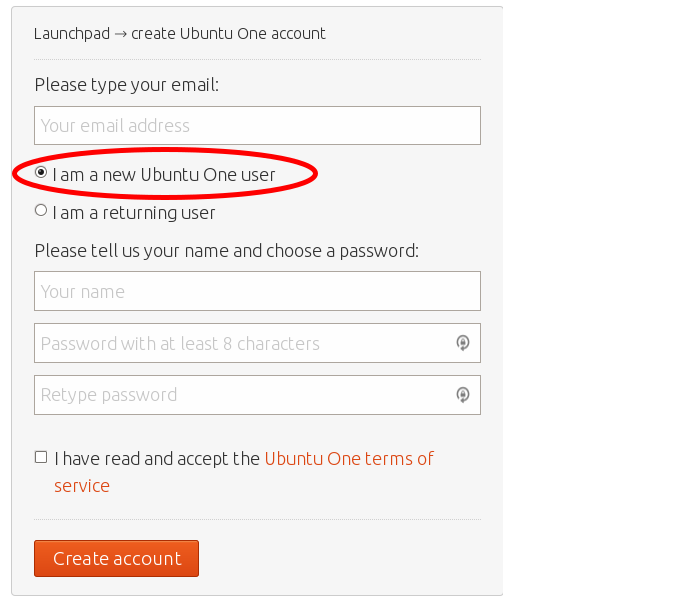 Launchpad → create Ubuntu One account
Please type your email:
Your email address
I am a new Ubuntu One user
I am a returning user
Please tell us your name and choose a password:
Your name
Password with at least 8 characters
Retype password
I have read and accept the Ubuntu One terms of
service
Create account